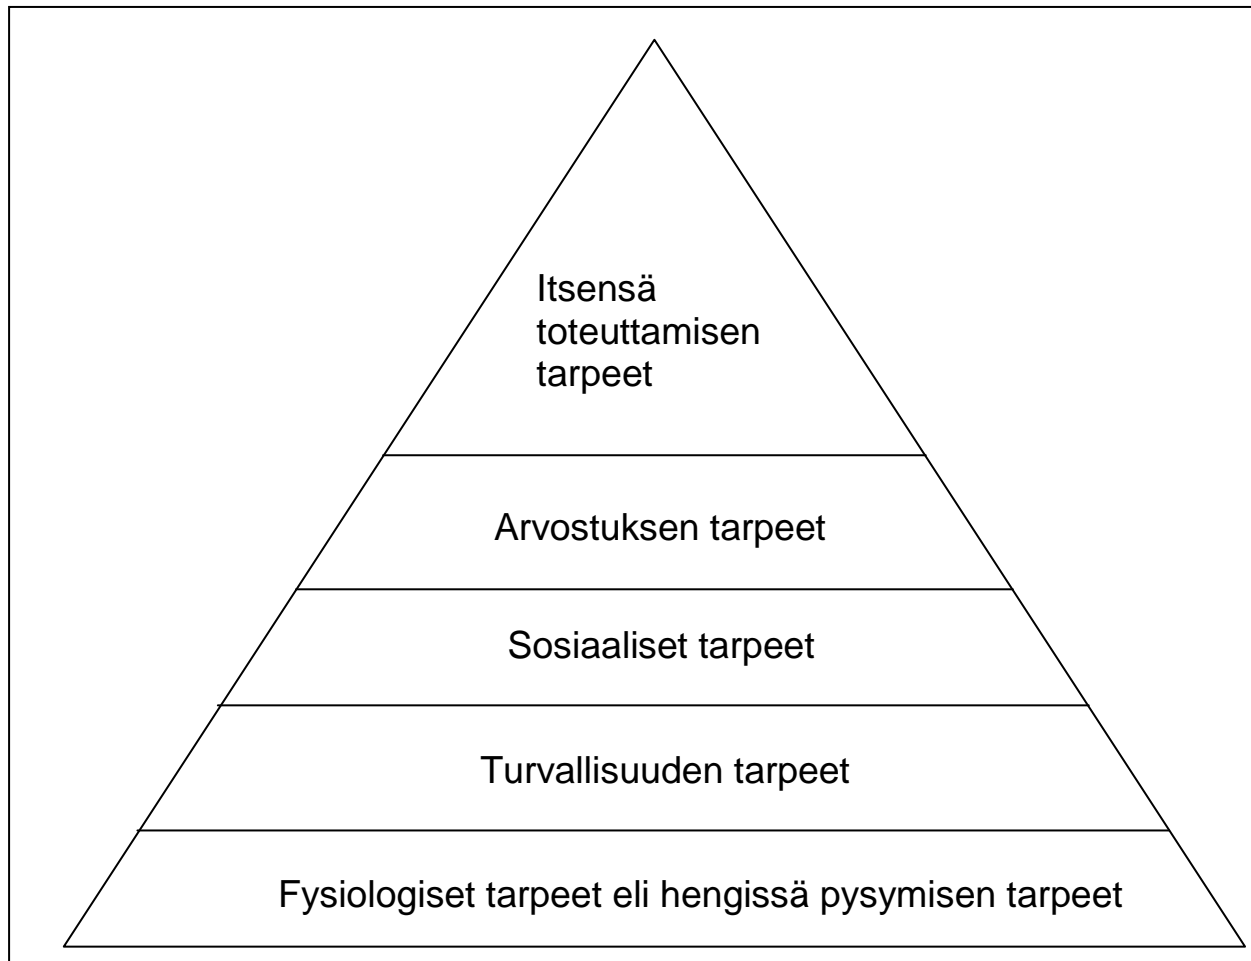 Itsensä
toteuttamisen
tarpeet
Arvostuksen tarpeet
Sosiaaliset tarpeet
Turvallisuuden tarpeet
Fysiologiset tarpeet eli hengissä pysymisen tarpeet